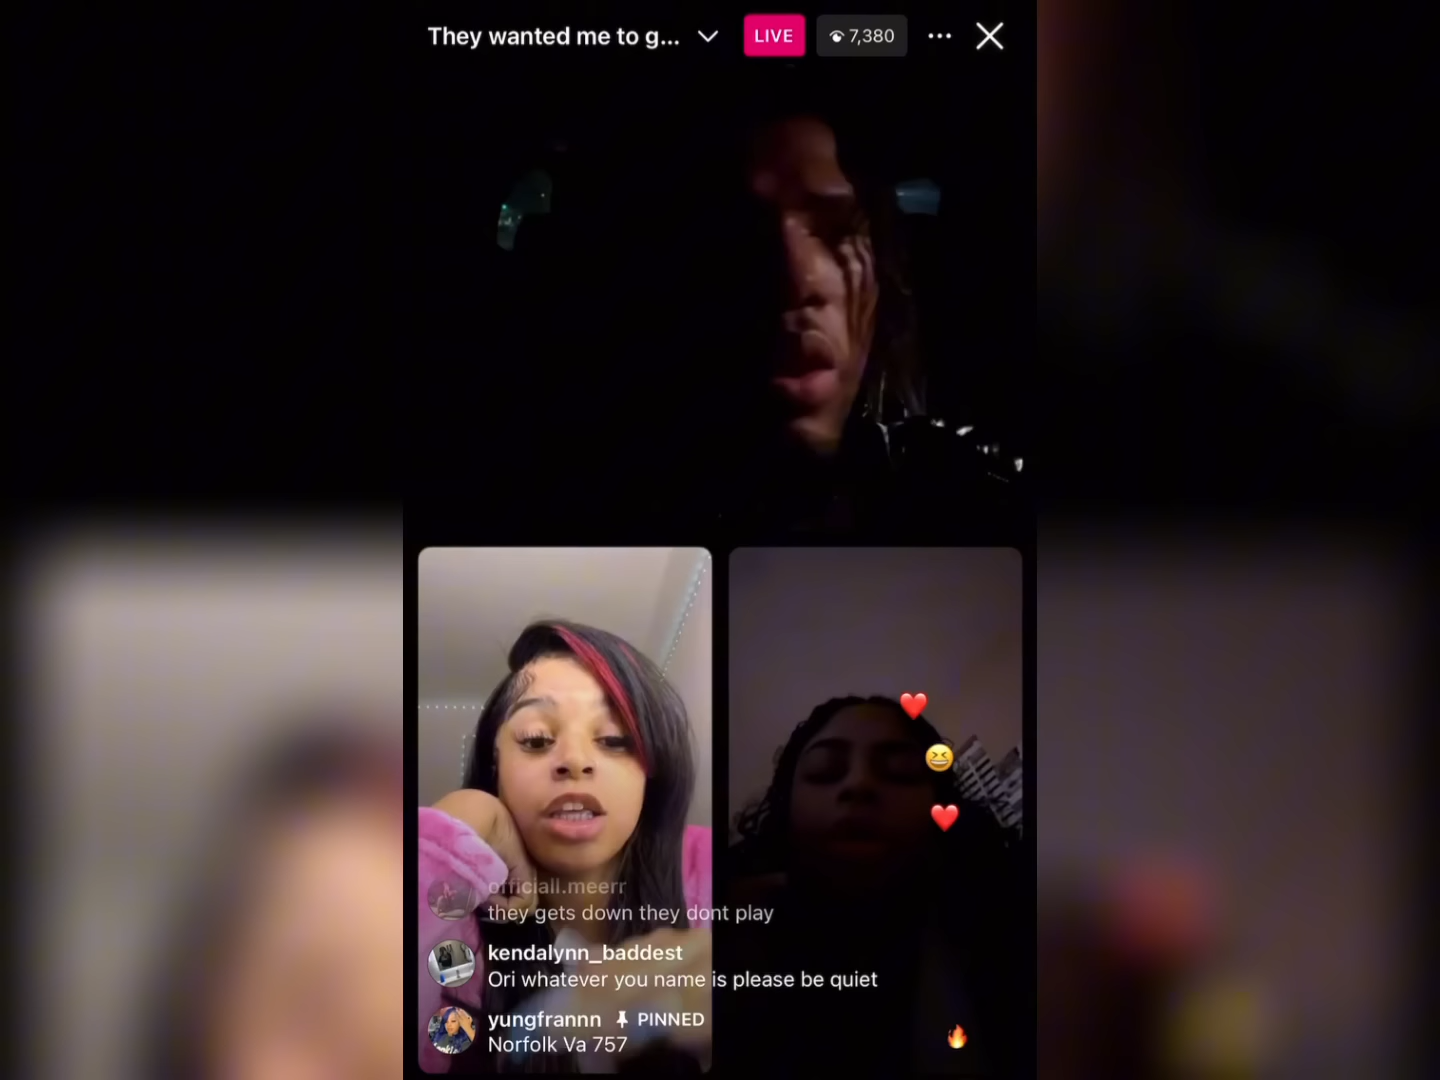 They wanted me to g...
LIVE
7,380
officiall.meerr
they gets down they dont play
kendalynn_baddest
Ori whatever you name is please be quiet
yungfrannn PINNED
Norfolk Va 757